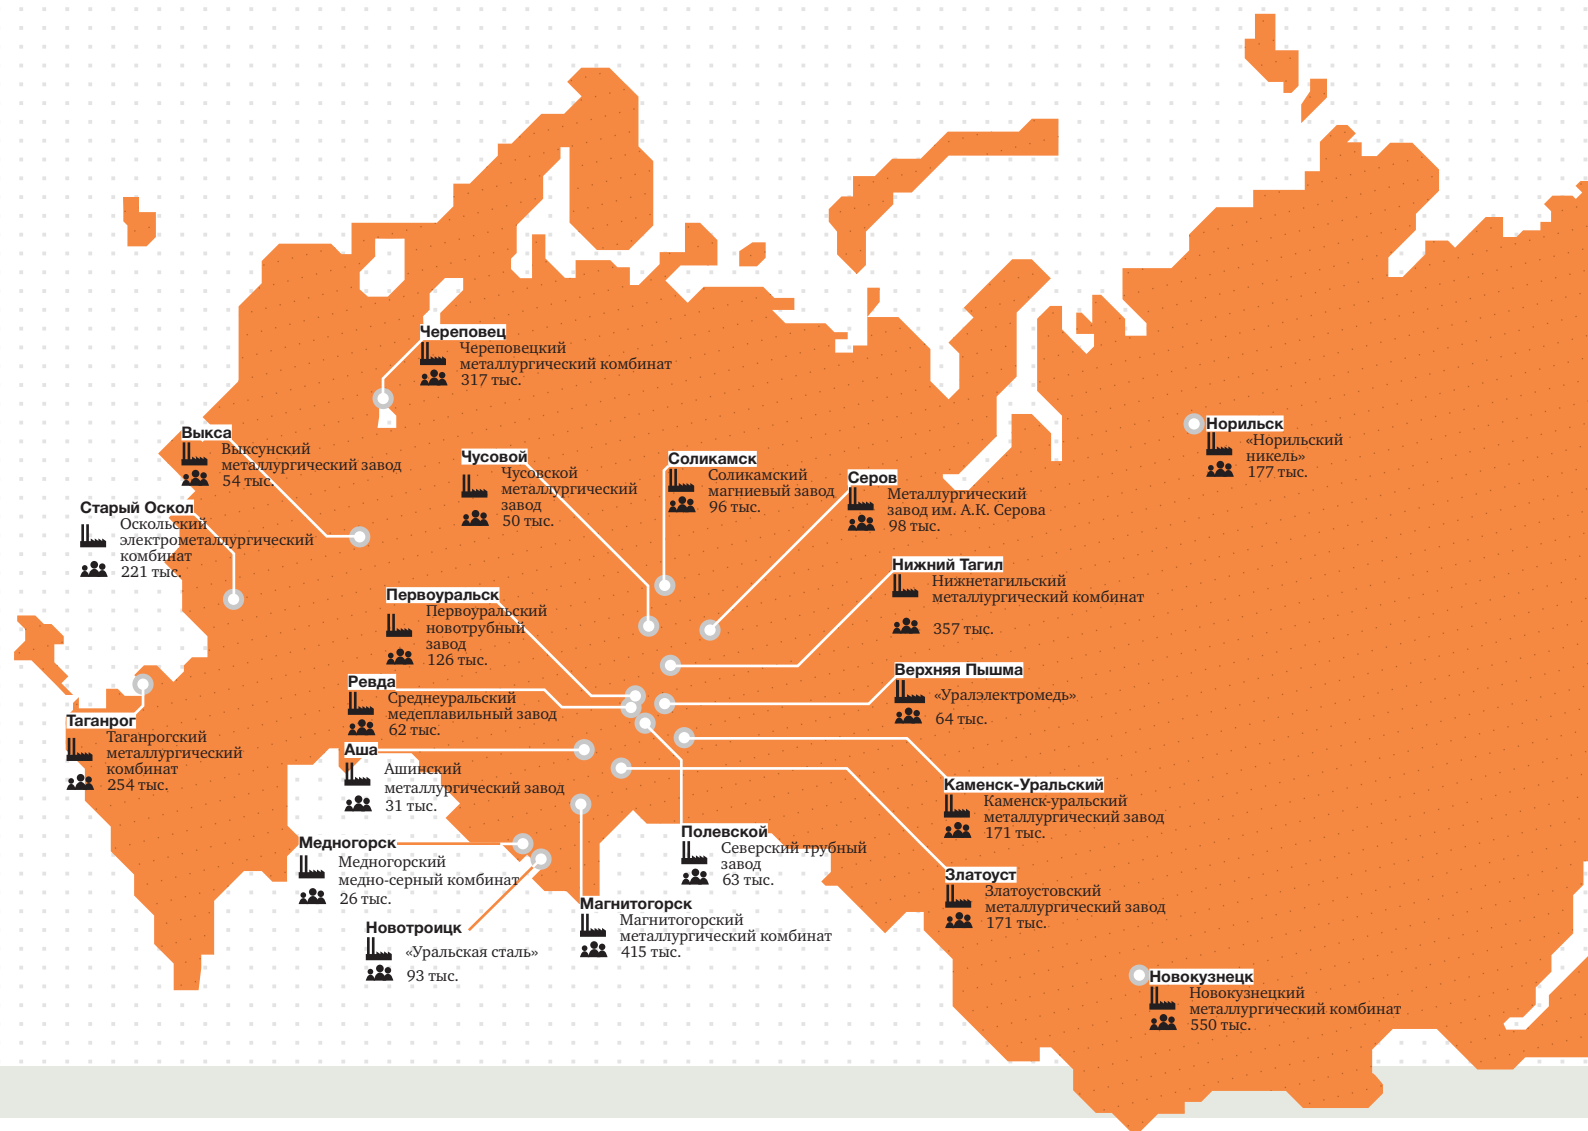 Череповец
Череповецкий
металлургический комбинат
317 тыс.
Выкса
Выксунский
металлургический завод
54 тыс.
Старый Оскол
Оскольский
электрометаллургический
комбинат
221 тыс.
Чусовой
Чусовской
металлургический
завод
50 тыс.
Соликамск
Соликамский
магниевый завод
96 тыс.
Серов
Металлургический
завод им. А.К. Серова
98 тыс.
Норильск
«Норильский
никель»
177 тыс.
Нижний Тагил
Нижнетагильский
металлургический комбинат
357 тыс.
Первоуральск
Первоуральский
новотрубный
завод
126 тыс.
Верхняя Пышма
«Уралэлектромедь»
64 тыс.
Ревда
Среднеуральский
медеплавильный завод
62 тыс.
Таганрог
Таганрогский
металлургический
комбинат
254 тыс.
Аша
Ашинский
металлургический завод
31 тыс.
Каменск-Уральский
Каменск-уральский
металлургический завод
171 тыс.
Медногорск
Медногорский
медно-серный комбинат
26 тыс.
Полевской
Северский трубный
завод
63 тыс.
Златоуст
Златоустовский
металлургический завод
171 тыс.
Магнитогорск
Магнитогорский
металлургический комбинат
415 тыс.
Новотроицк
«Уральская сталь»
93 тыс.
Новокузнецк
Новокузнецкий
металлургический комбинат
550 тыс.